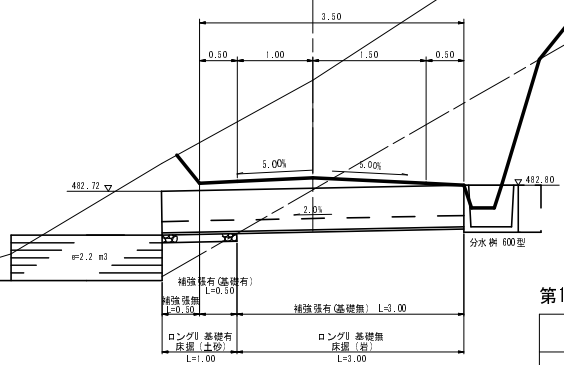 3.50
0.50 1.00 1.50 0.50
5.00% 5.00%
482.72 482.80
2.0%
分水桝 600型
e=2.2 m3
補強張有(基礎有)
L=0.50
補強張無
L=0.50
補強張有(基礎無) L=3.00
ロングU 基礎有
床掘(土砂)
L=1.00
ロングU 基礎無
床掘(岩)
L=3.00
第1